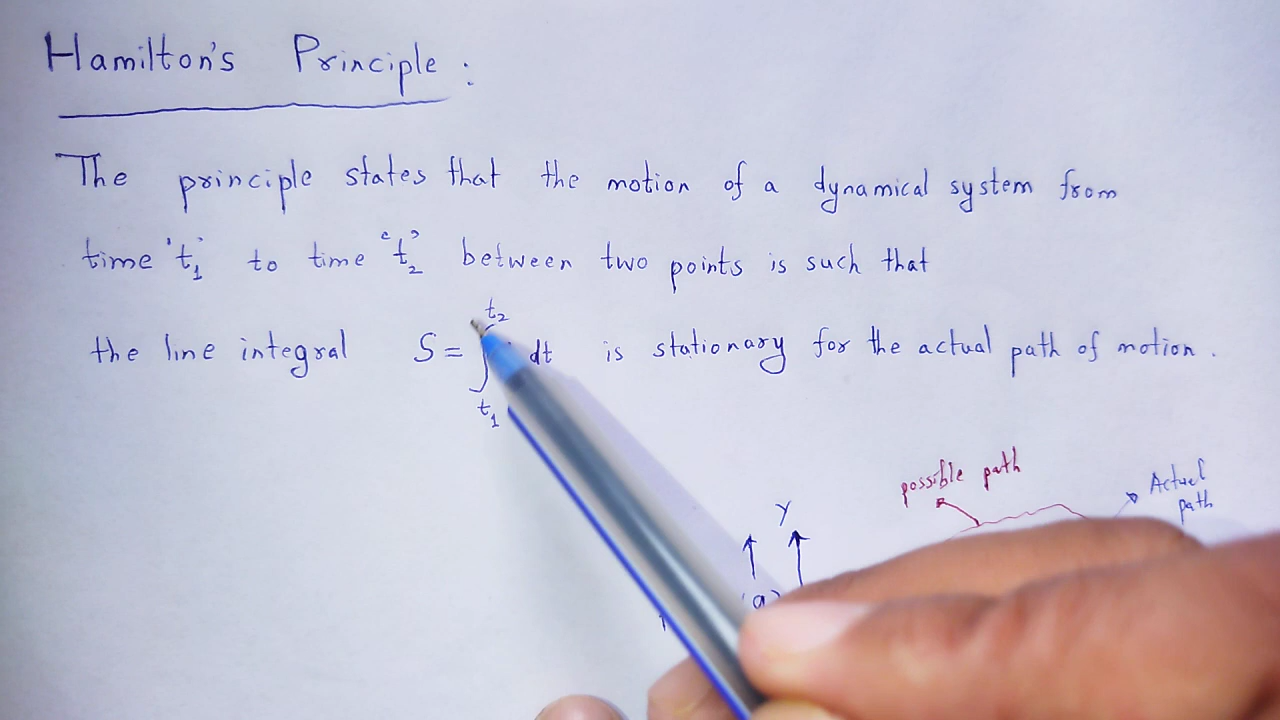 Hamilton's Principle :
The principle states that the motion of a dynamical system from
time 't₁' to time 't₂' between two points is such that
the line integral S = ∫ dt is stationary for the actual path of motion .
t₂
t₁
possible path
Actual
path
y
'a'